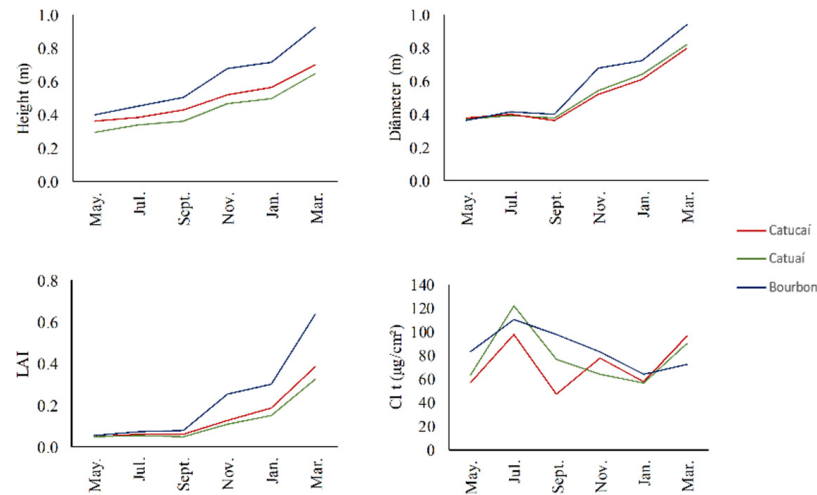 Height (m)
1.0
0.8
0.6
0.4
0.2
0.0
May. Jul. Sept. Nov. Jan. Mar.
Diâmeter (m)
1.0
0.8
0.6
0.4
0.2
0.0
May. Jul. Sept. Nov. Jan. Mar.
LAI
0.8
0.6
0.4
0.2
0.0
May. Jul. Sept. Nov. Jan. Mar.
Cl t (µg/cm²)
140
120
100
80
60
40
20
0
May. Jul. Sept. Nov. Jan. Mar.
Catucaí
Catuaí
Bourbon